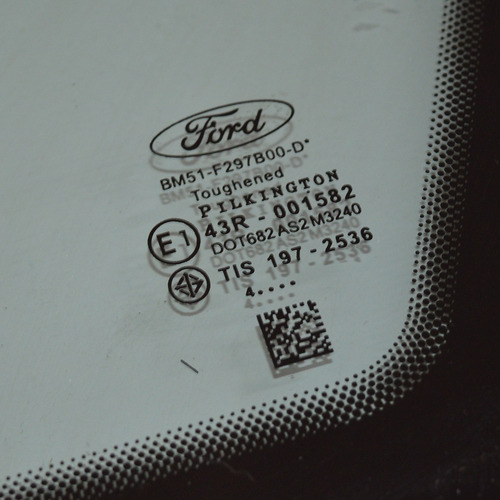 Ford
BM51-F297B00-D*
Toughened
PILKINGTON
E1 43R - 001582
DOT682 AS2 M3240
TIS 197 - 2536
4····